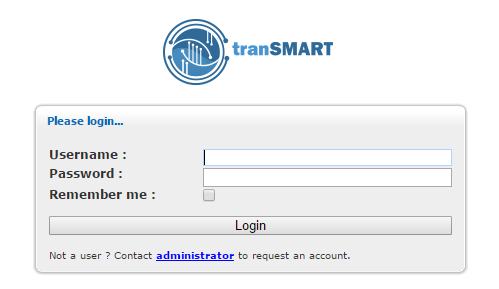 tranSMART
Please login...
Username :
Password :
Remember me :
Login
Not a user ? Contact administrator to request an account.